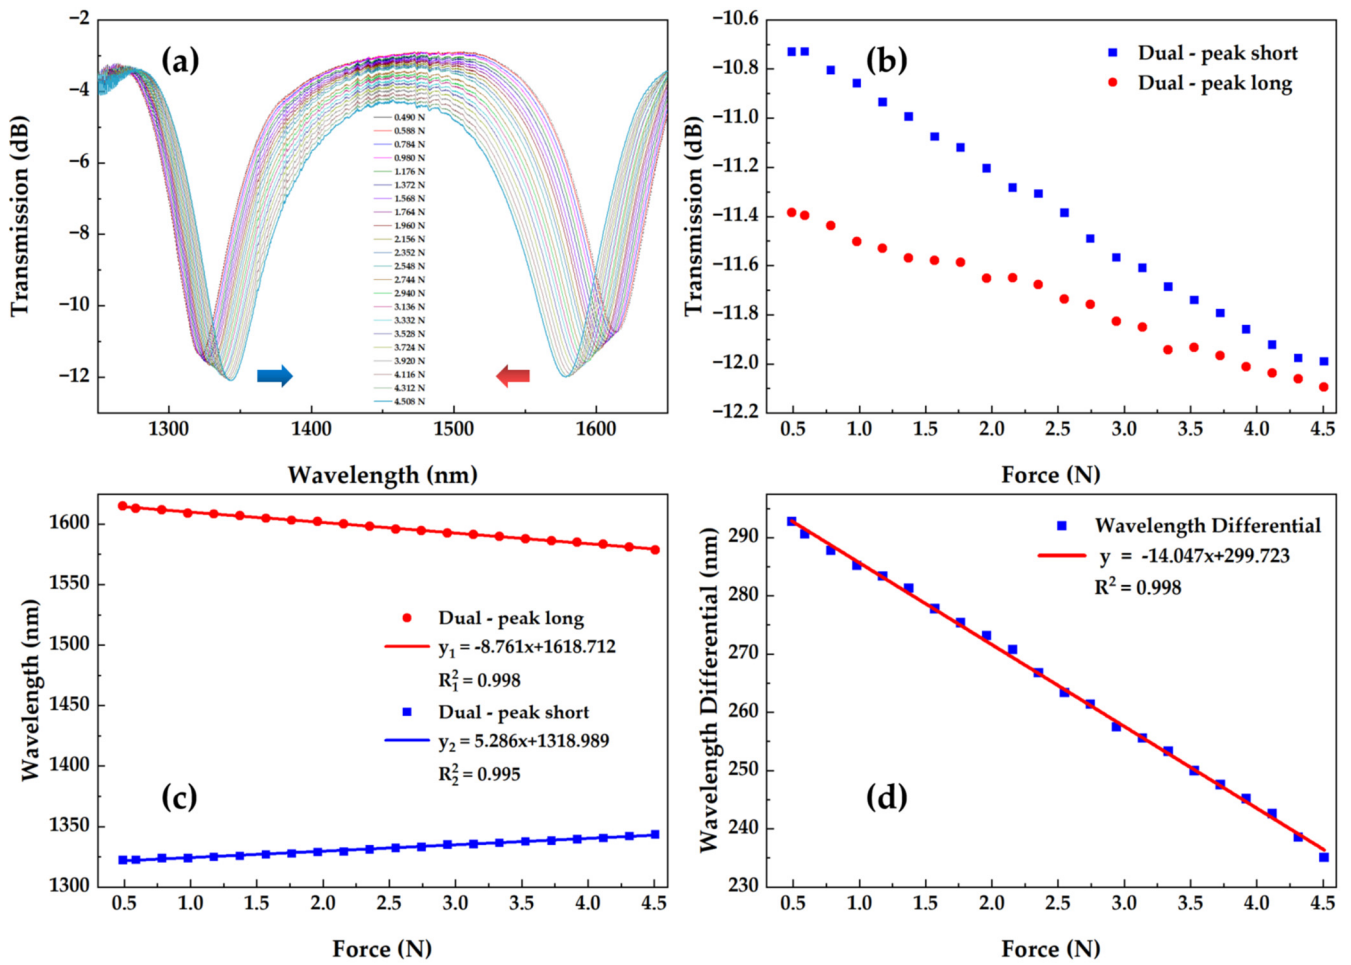 (a)
−2
−4
−6
−8
−10
−12
Transmission (dB)
0.490 N
0.588 N
0.784 N
0.980 N
1.176 N
1.372 N
1.568 N
1.764 N
1.960 N
2.156 N
2.352 N
2.548 N
2.744 N
2.940 N
3.136 N
3.332 N
3.528 N
3.724 N
3.920 N
4.116 N
4.312 N
4.508 N
1300 1400 1500 1600
Wavelength (nm)
(b)
Dual - peak short
Dual - peak long
−10.6
−10.8
−11.0
−11.2
−11.4
−11.6
−11.8
−12.0
−12.2
Transmission (dB)
0.5 1.0 1.5 2.0 2.5 3.0 3.5 4.0 4.5
Force (N)
1600
1550
1500
1450
1400
1350
1300
Wavelength (nm)
Dual - peak long
y₁ = -8.761x+1618.712
R₁² = 0.998
Dual - peak short
y₂ = 5.286x+1318.989
R₂² = 0.995
(c)
0.5 1.0 1.5 2.0 2.5 3.0 3.5 4.0 4.5
Force (N)
290
280
270
260
250
240
230
Wavelength Differential (nm)
Wavelength Differential
y = -14.047x+299.723
R² = 0.998
(d)
0.5 1.0 1.5 2.0 2.5 3.0 3.5 4.0 4.5
Force (N)